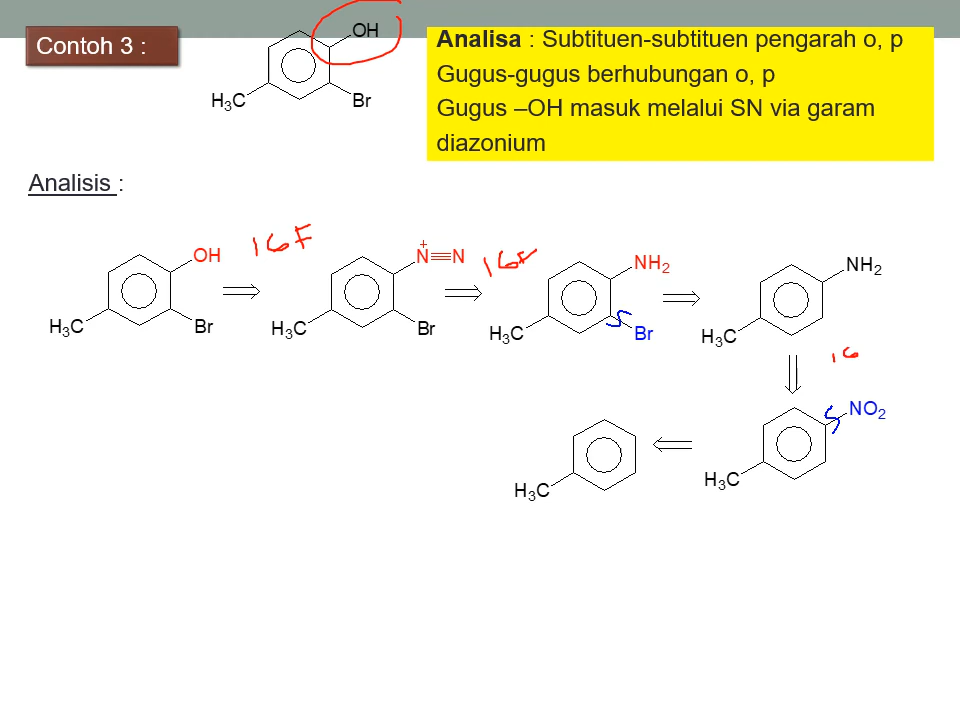 Contoh 3 :
OH
H3C
Br
Analisa : Subtituen-subtituen pengarah o, p
Gugus-gugus berhubungan o, p
Gugus –OH masuk melalui SN via garam
diazonium
Analisis :
OH
H3C
Br
IGF
N+≡N
H3C
Br
IGF
NH2
H3C
Br
NH2
H3C
IG
NO2
H3C
H3C